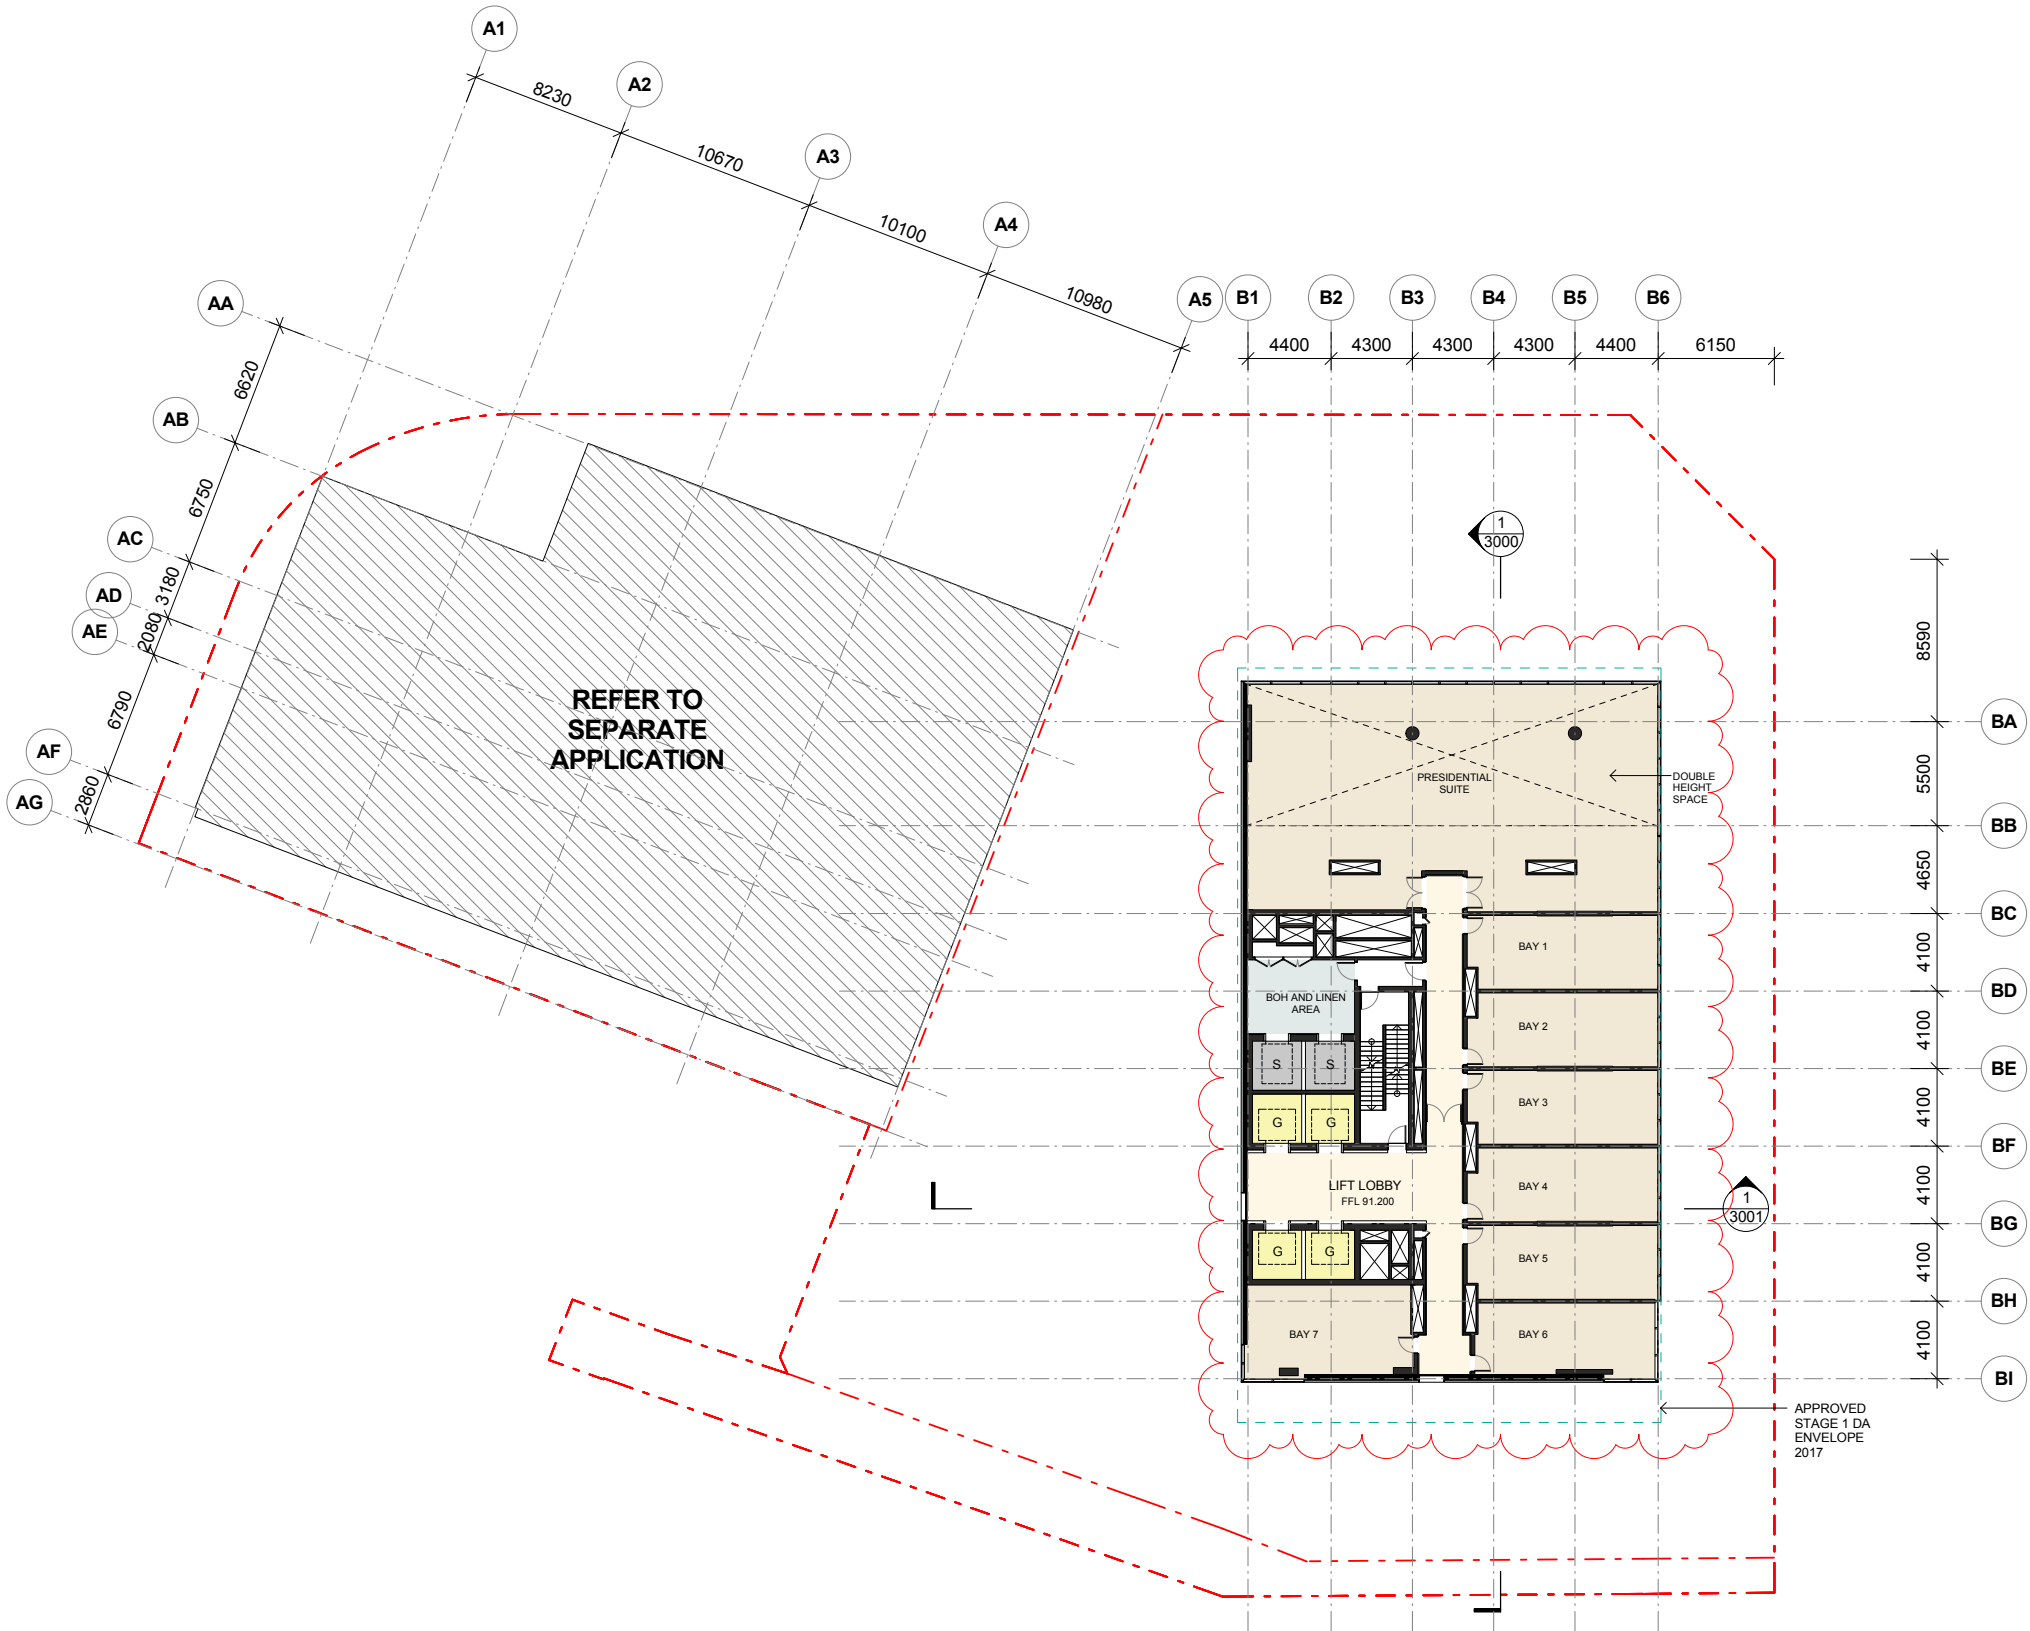 A1
A2
A3
A4
A5
8230
10670
10100
10980
AA
AB
AC
AD
AE
AF
AG
6620
6750
3180
2080
6790
2860
REFER TO
SEPARATE
APPLICATION
B1
B2
B3
B4
B5
B6
4400
4300
4300
4300
4400
6150
1
3000
BA
BB
BC
BD
BE
BF
BG
BH
BI
8590
5500
4650
4100
4100
4100
4100
4100
4100
PRESIDENTIAL
SUITE
DOUBLE
HEIGHT
SPACE
BAY 1
BOH AND LINEN
AREA
BAY 2
S
S
BAY 3
G
G
LIFT LOBBY
FFL 91.200
BAY 4
1
3001
G
G
BAY 5
BAY 7
BAY 6
APPROVED
STAGE 1 DA
ENVELOPE
2017